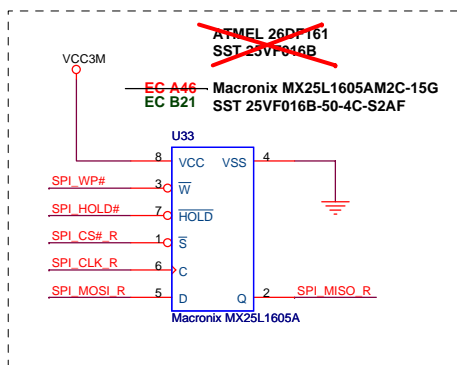 ATMEL 26DF161
SST 25VF016B
VCC3M
EC A46 Macronix MX25L1605AM2C-15G
EC B21 SST 25VF016B-50-4C-S2AF
U33
8 VCC VSS 4
SPI_WP# 3 W
SPI_HOLD# 7 HOLD
SPI_CS#_R 1 S
SPI_CLK_R 6 C
SPI_MOSI_R 5 D Q 2 SPI_MISO_R
Macronix MX25L1605A